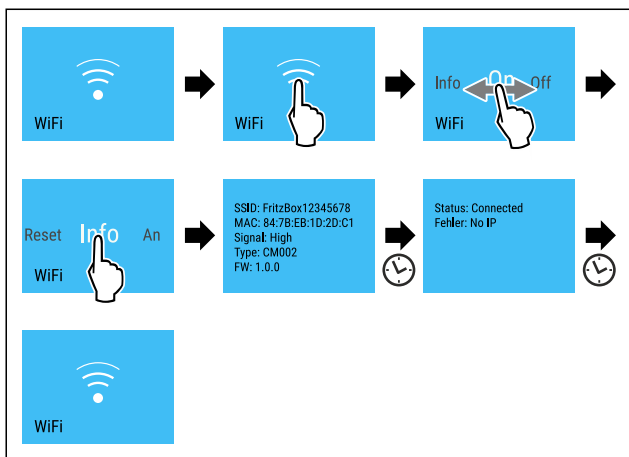 WiFi
WiFi
Info On Off
WiFi
Reset Info An
WiFi
SSID: FritzBox12345678
MAC: 84:7B:EB:1D:2D:C1
Signal: High
Type: CM002
FW: 1.0.0
Status: Connected
Fehler: No IP
WiFi